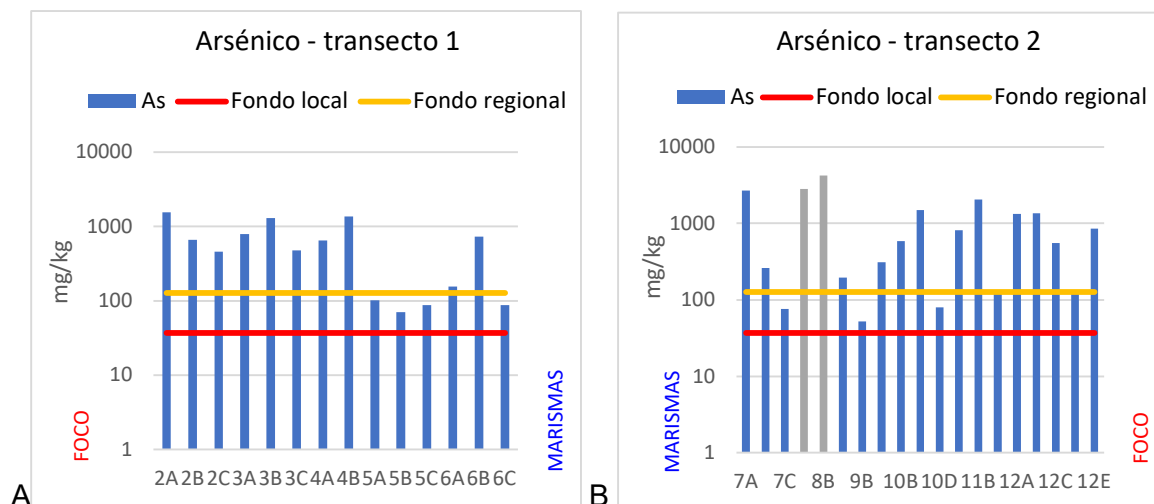 Arsénico - transecto 1
As Fondo local Fondo regional
10000
1000
100
10
1
mg/kg
FOCO
MARISMAS
2A 2B 2C 3A 3B 3C 4A 4B 5A 5B 5C 6A 6B 6C
A
Arsénico - transecto 2
As Fondo local Fondo regional
10000
1000
100
10
1
mg/kg
MARISMAS
FOCO
7A 7C 8B 9B 10B 10D 11B 12A 12C 12E
B